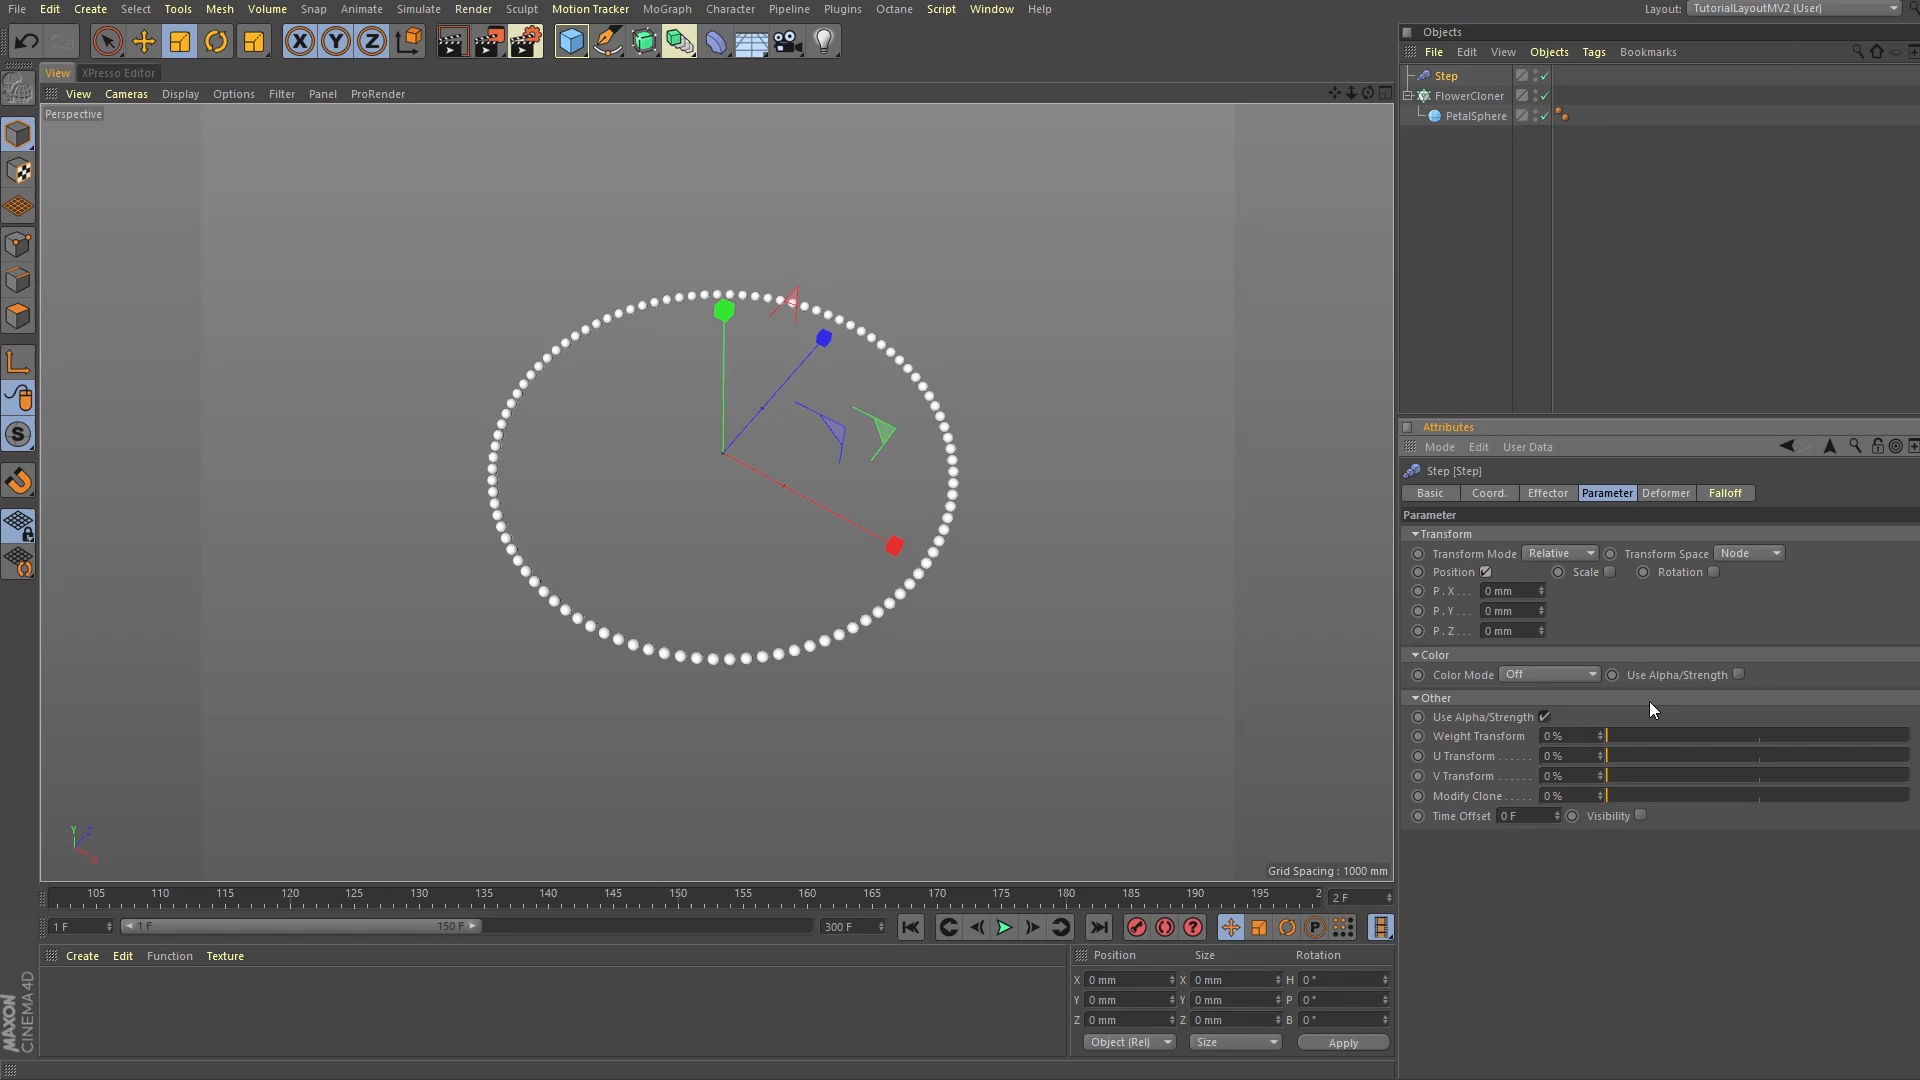 File Edit Create Select Tools Mesh Volume Snap Animate Simulate Render Sculpt Motion Tracker MoGraph Character Pipeline Plugins Octane Script Window Help Layout: TutorialLayoutMV2 (User)
View XPresso Editor
View Cameras Display Options Filter Panel ProRender
Perspective
Y Z X
Grid Spacing : 1000 mm
105 110 115 120 125 130 135 140 145 150 155 160 165 170 175 180 185 190 195 2 2 F
1 F 1 F 150 F 300 F
Create Edit Function Texture
Position Size Rotation
X 0 mm X 0 mm H 0 °
Y 0 mm Y 0 mm P 0 °
Z 0 mm Z 0 mm B 0 °
Object (Rel) Size Apply
MAXON CINEMA 4D
Objects
File Edit View Objects Tags Bookmarks
Step
FlowerCloner
PetalSphere
Attributes
Mode Edit User Data
Step [Step]
Basic Coord. Effector Parameter Deformer Falloff
Parameter
Transform
Transform Mode Relative Transform Space Node
Position Scale Rotation
P . X . . . 0 mm
P . Y . . . 0 mm
P . Z . . . 0 mm
Color
Color Mode Off Use Alpha/Strength
Other
Use Alpha/Strength
Weight Transform 0 %
U Transform . . . . . . 0 %
V Transform . . . . . . 0 %
Modify Clone . . . . . 0 %
Time Offset 0 F Visibility